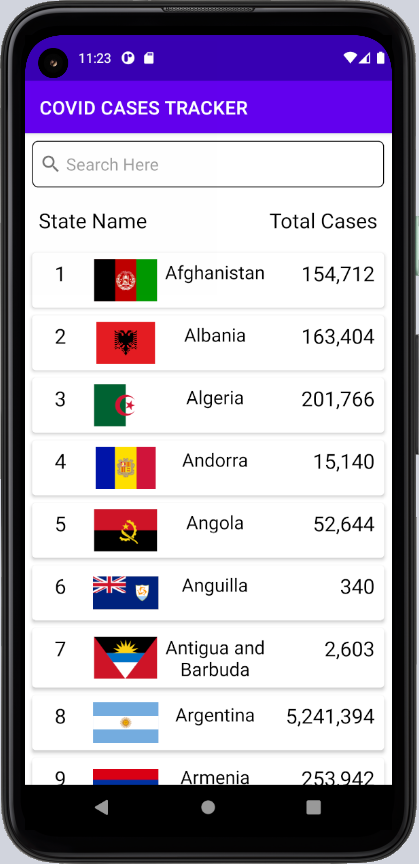 11:23
COVID CASES TRACKER
Search Here
State Name Total Cases
1 Afghanistan 154,712
2 Albania 163,404
3 Algeria 201,766
4 Andorra 15,140
5 Angola 52,644
6 Anguilla 340
7 Antigua and 2,603
Barbuda
8 Argentina 5,241,394
9 Armenia 253,942